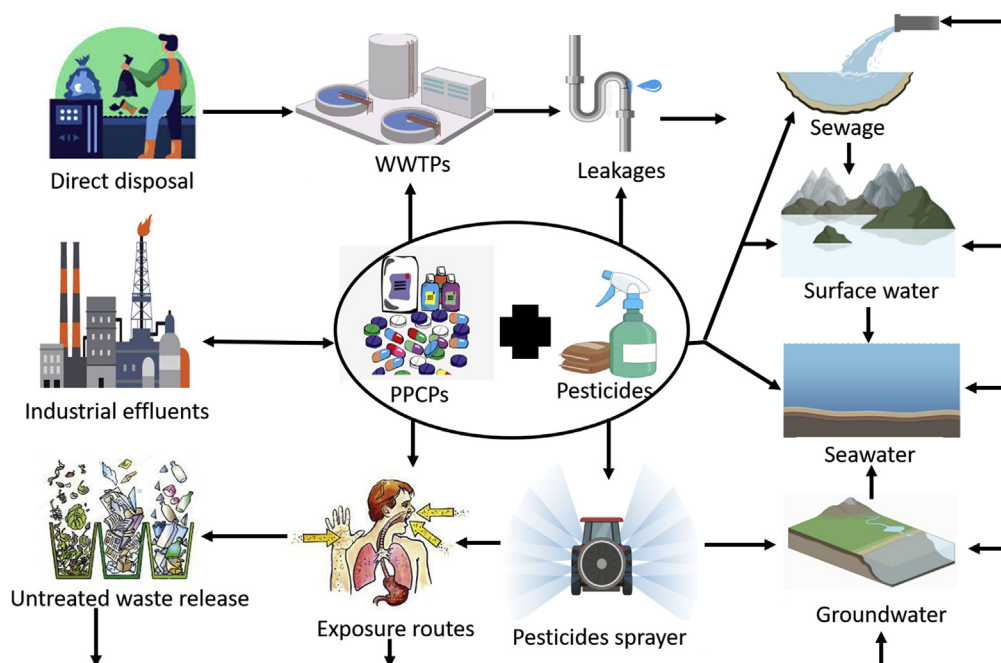 Direct disposal
WWTPs
Leakages
Sewage
Surface water
Industrial effluents
PPCPs
Pesticides
Seawater
Untreated waste release
Exposure routes
Pesticides sprayer
Groundwater